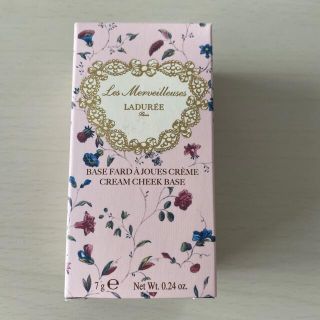 Les Merveilleuses
LADURÉE
Paris
BASE FARD À JOUES CRÈME
CREAM CHEEK BASE
7 g ℮ Net Wt. 0.24 oz.